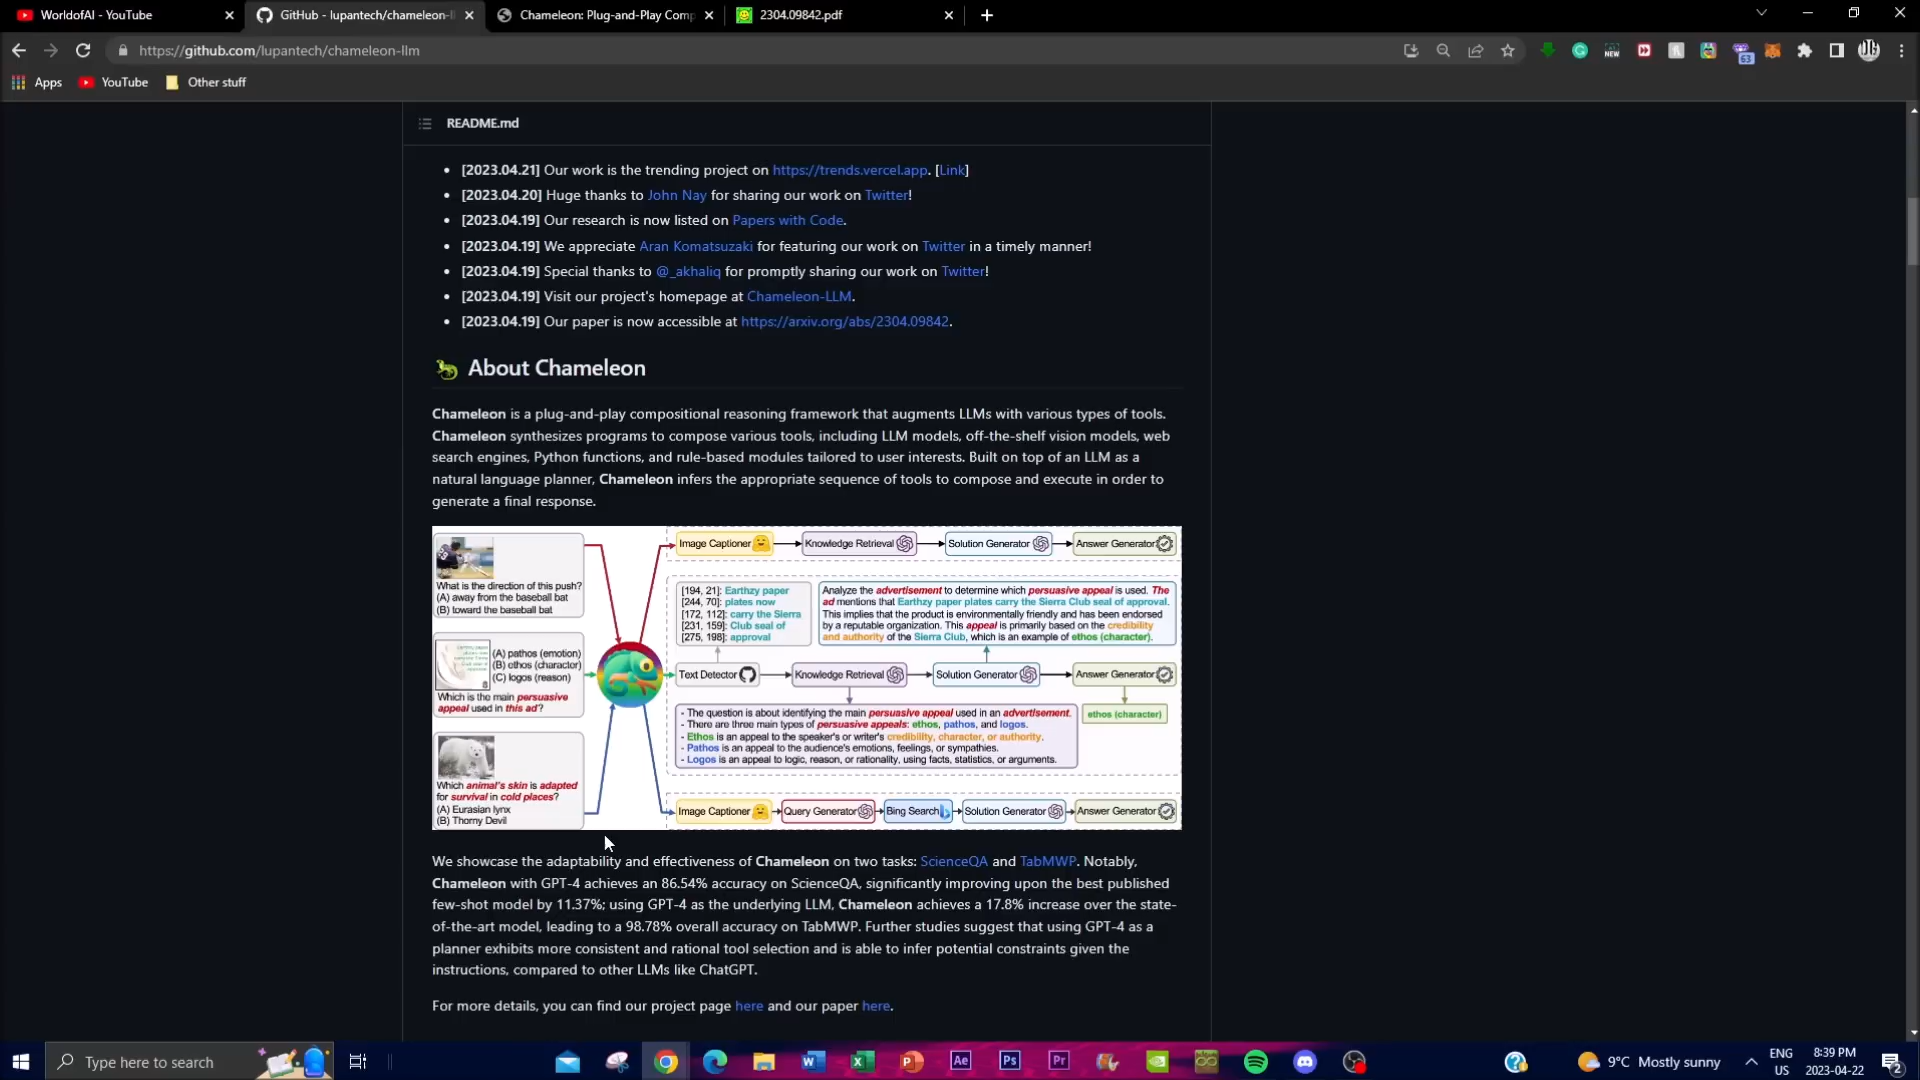 WorldofAI - YouTube
GitHub - lupantech/chameleon-ll
Chameleon: Plug-and-Play Comp
2304.09842.pdf
https://github.com/lupantech/chameleon-llm
NEW
63
Apps
YouTube
Other stuff
README.md
[2023.04.21] Our work is the trending project on https://trends.vercel.app. [Link]
[2023.04.20] Huge thanks to John Nay for sharing our work on Twitter!
[2023.04.19] Our research is now listed on Papers with Code.
[2023.04.19] We appreciate Aran Komatsuzaki for featuring our work on Twitter in a timely manner!
[2023.04.19] Special thanks to @_akhaliq for promptly sharing our work on Twitter!
[2023.04.19] Visit our project's homepage at Chameleon-LLM.
[2023.04.19] Our paper is now accessible at https://arxiv.org/abs/2304.09842.
About Chameleon
Chameleon is a plug-and-play compositional reasoning framework that augments LLMs with various types of tools.
Chameleon synthesizes programs to compose various tools, including LLM models, off-the-shelf vision models, web
search engines, Python functions, and rule-based modules tailored to user interests. Built on top of an LLM as a
natural language planner, Chameleon infers the appropriate sequence of tools to compose and execute in order to
generate a final response.
What is the direction of this push?
(A) away from the baseball bat
(B) toward the baseball bat
(A) pathos (emotion)
(B) ethos (character)
(C) logos (reason)
Which is the main persuasive
appeal used in this ad?
Which animal's skin is adapted
for survival in cold places?
(A) Eurasian lynx
(B) Thorny Devil
Image Captioner
Knowledge Retrieval
Solution Generator
Answer Generator
[194, 21]: Earthzy paper
[244, 70]: plates now
[172, 112]: carry the Sierra
[231, 159]: Club seal of
[275, 198]: approval
Analyze the advertisement to determine which persuasive appeal is used. The
ad mentions that Earthzy paper plates carry the Sierra Club seal of approval.
This implies that the product is environmentally friendly and has been endorsed
by a reputable organization. This appeal is primarily based on the credibility
and authority of the Sierra Club, which is an example of ethos (character).
Text Detector
Knowledge Retrieval
Solution Generator
Answer Generator
- The question is about identifying the main persuasive appeal used in an advertisement.
- There are three main types of persuasive appeals: ethos, pathos, and logos.
- Ethos is an appeal to the speaker's or writer's credibility, character, or authority.
- Pathos is an appeal to the audience's emotions, feelings, or sympathies.
- Logos is an appeal to logic, reason, or rationality, using facts, statistics, or arguments.
ethos (character)
Image Captioner
Query Generator
Bing Search
Solution Generator
Answer Generator
We showcase the adaptability and effectiveness of Chameleon on two tasks: ScienceQA and TabMWP. Notably,
Chameleon with GPT-4 achieves an 86.54% accuracy on ScienceQA, significantly improving upon the best published
few-shot model by 11.37%; using GPT-4 as the underlying LLM, Chameleon achieves a 17.8% increase over the state-
of-the-art model, leading to a 98.78% overall accuracy on TabMWP. Further studies suggest that using GPT-4 as a
planner exhibits more consistent and rational tool selection and is able to infer potential constraints given the
instructions, compared to other LLMs like ChatGPT.
For more details, you can find our project page here and our paper here.
Type here to search
Ae
Ps
Pr
9°C Mostly sunny
ENG
US
8:39 PM
2023-04-22
2